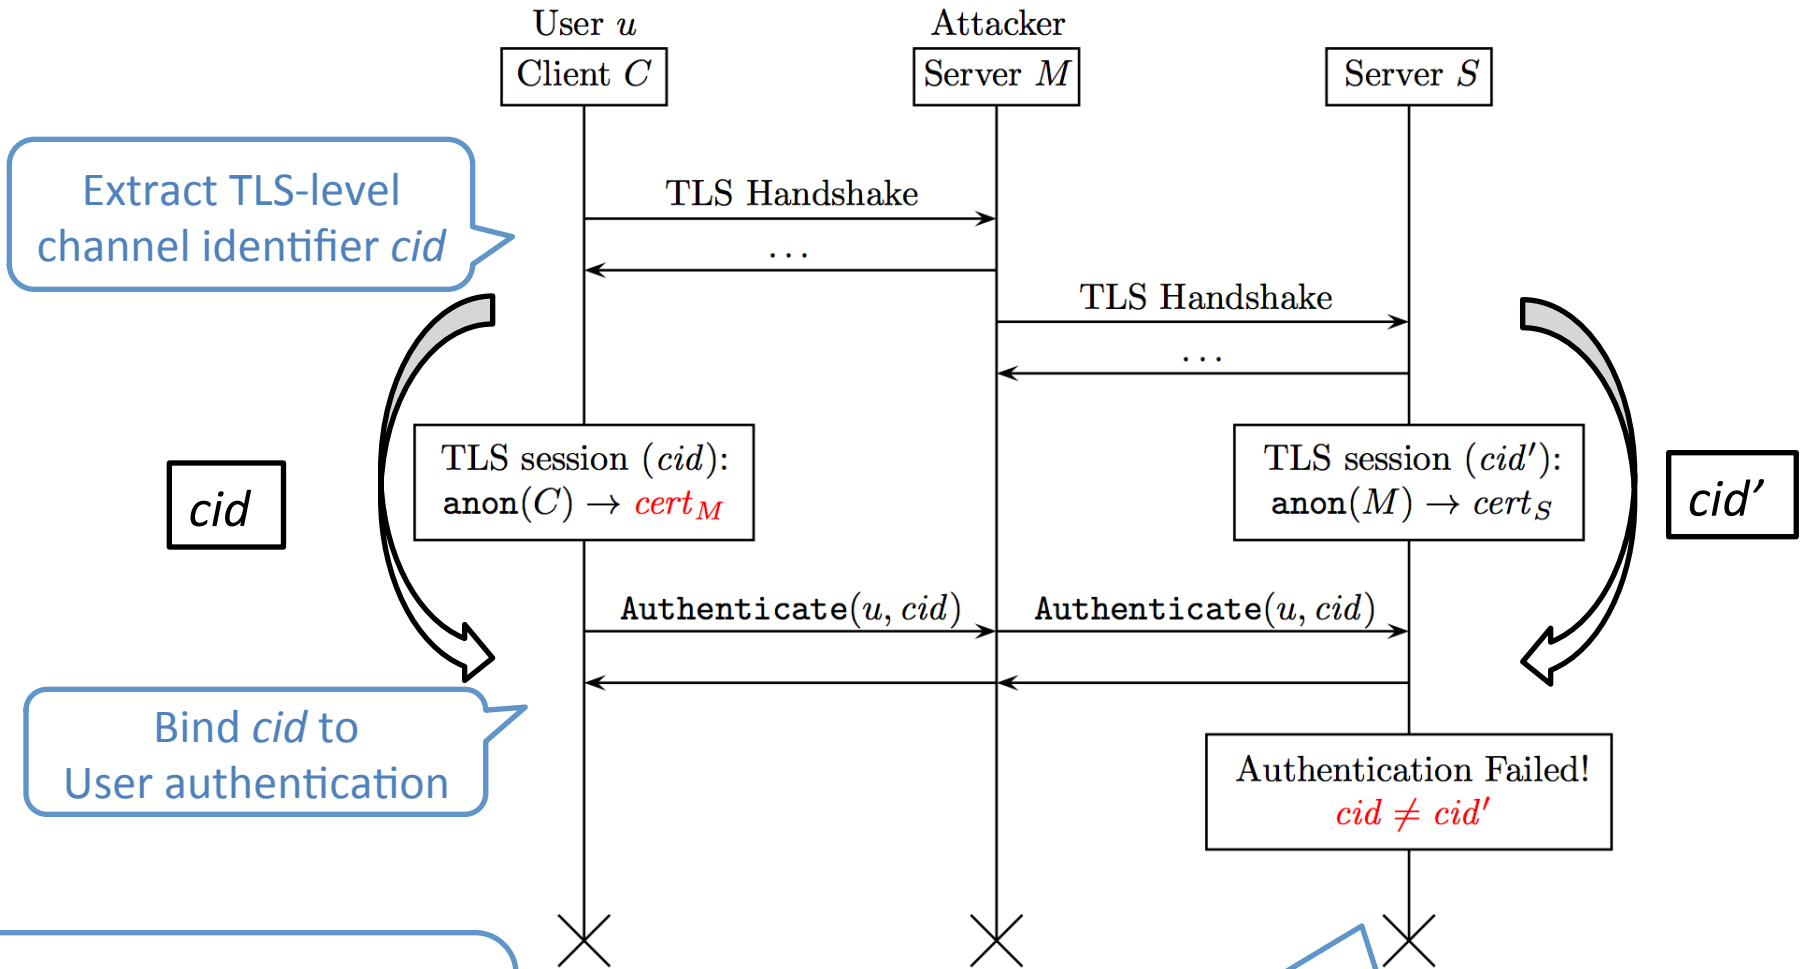 User u
Attacker
Client C
Server M
Server S
Extract TLS-level
channel identifier cid
TLS Handshake
...
TLS Handshake
...
cid
TLS session (cid):
anon(C) → cert_M
TLS session (cid′):
anon(M) → cert_S
cid’
Authenticate(u, cid)
Authenticate(u, cid)
Bind cid to
User authentication
Authentication Failed!
cid ≠ cid′